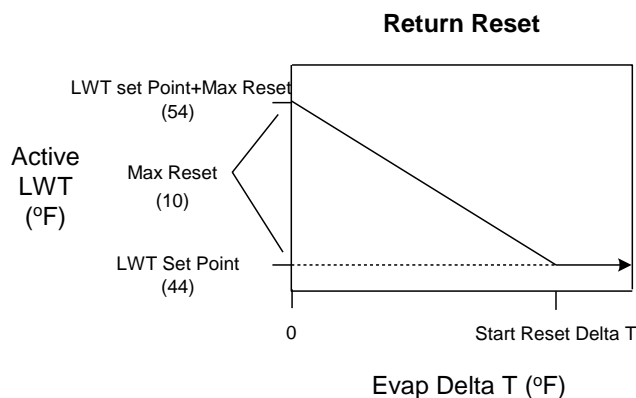 Return Reset
LWT set Point+Max Reset
(54)
Active
LWT
(°F)
Max Reset
(10)
LWT Set Point
(44)
0
Start Reset Delta T
Evap Delta T (°F)